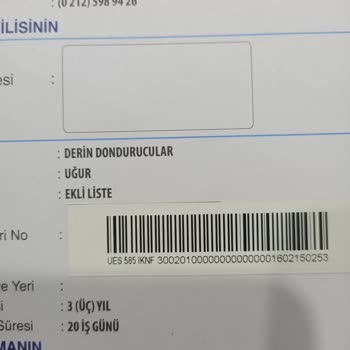 : (0 212) 598 94 26
İLİSİNİN
esi :
: DERİN DONDURUCULAR
: UĞUR
: EKLİ LİSTE
ri No :
UES 585 IKNF 3002010000000000000001602150253
e Yeri :
i : 3 (ÜÇ) YIL
Süresi : 20 İŞ GÜNÜ
MANIN